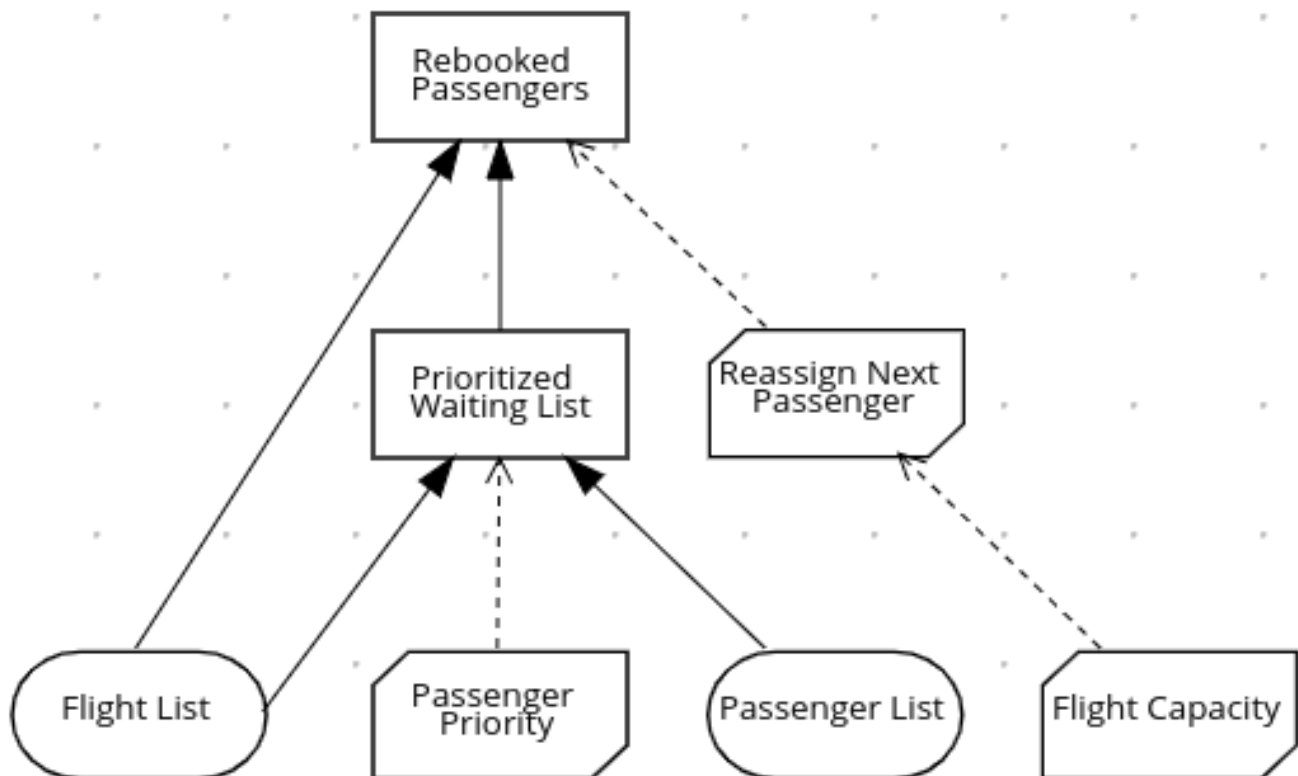 Rebooked
Passengers
Prioritized
Waiting List
Reassign Next
Passenger
Flight List
Passenger
Priority
Passenger List
Flight Capacity